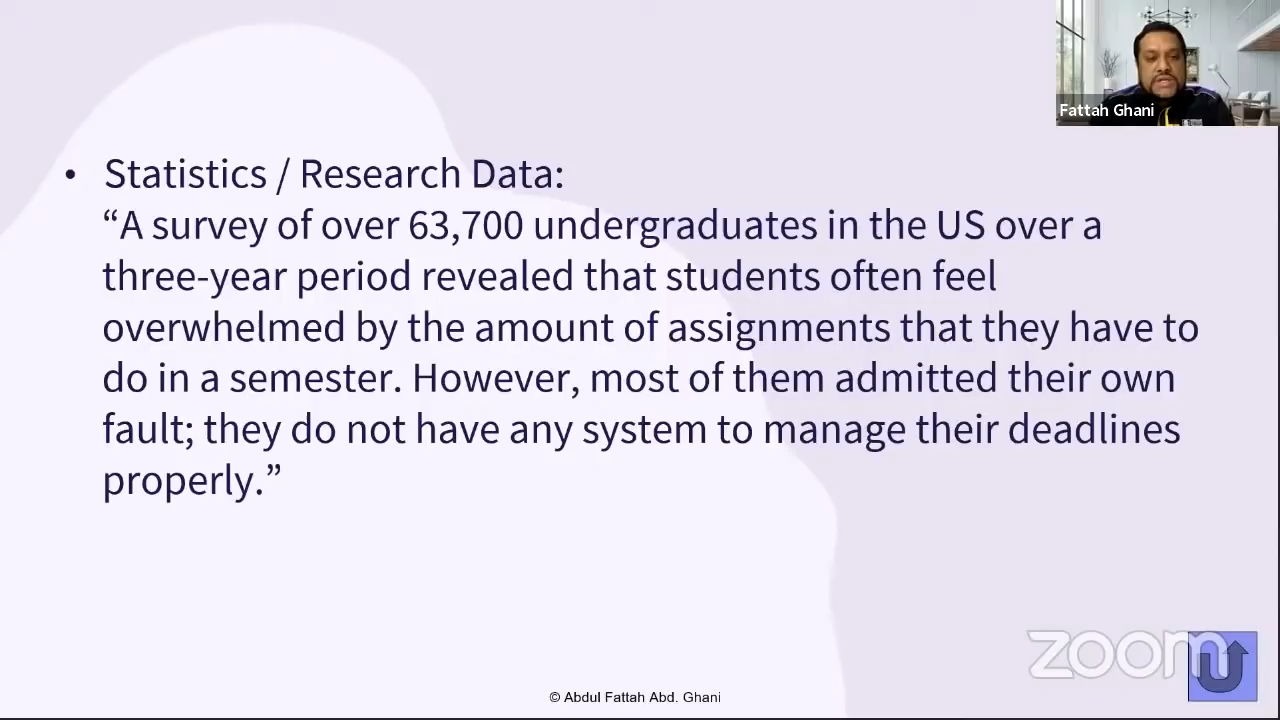 Fattah Ghani
• Statistics / Research Data:
“A survey of over 63,700 undergraduates in the US over a
three-year period revealed that students often feel
overwhelmed by the amount of assignments that they have to
do in a semester. However, most of them admitted their own
fault; they do not have any system to manage their deadlines
properly.”
zoom
© Abdul Fattah Abd. Ghani